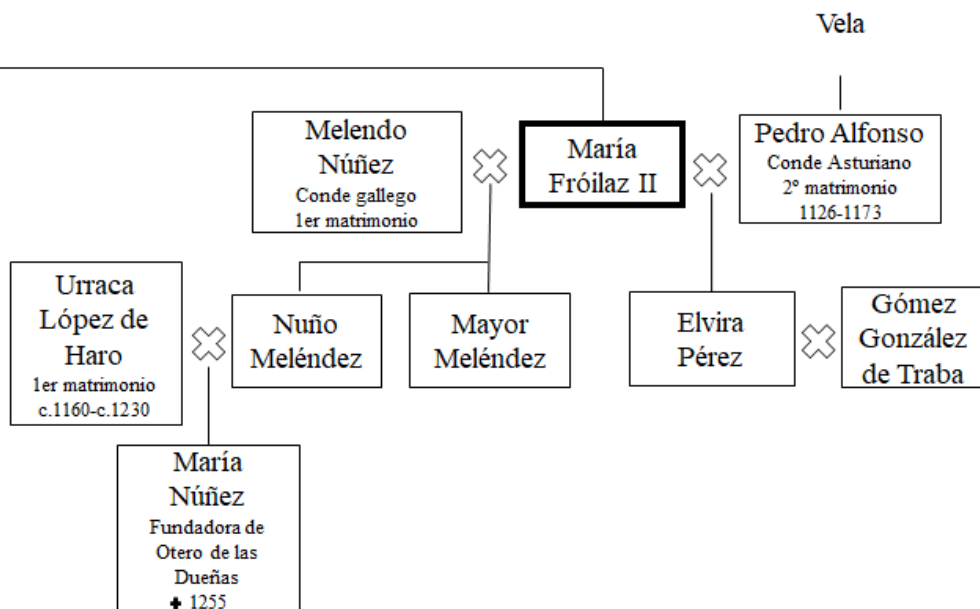 Vela
Melendo
Núñez
Conde gallego
1er matrimonio
María
Fróilaz II
Pedro Alfonso
Conde Asturiano
2º matrimonio
1126-1173
Urraca
López de
Haro
1er matrimonio
c.1160-c.1230
Nuño
Meléndez
Mayor
Meléndez
Elvira
Pérez
Gómez
González
de Traba
María
Núñez
Fundadora de
Otero de las
Dueñas
✝ 1255